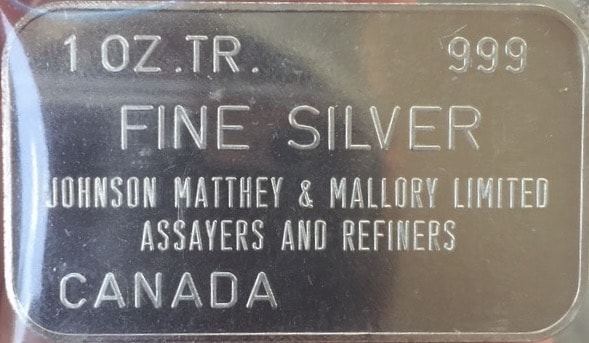 1 OZ.TR. 999
FINE SILVER
JOHNSON MATTHEY & MALLORY LIMITED
ASSAYERS AND REFINERS
CANADA